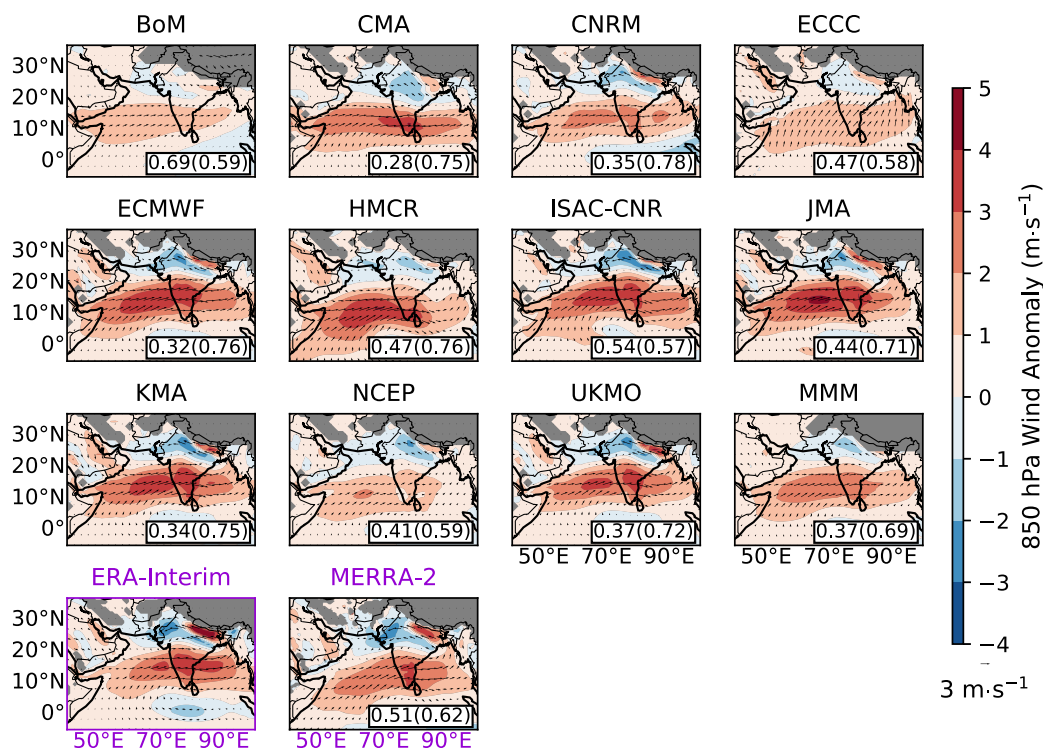 BoM CMA CNRM ECCC
30°N
20°N
10°N
0°
0.69(0.59) 0.28(0.75) 0.35(0.78) 0.47(0.58)
ECMWF HMCR ISAC-CNR JMA
30°N
20°N
10°N
0°
0.32(0.76) 0.47(0.76) 0.54(0.57) 0.44(0.71)
KMA NCEP UKMO MMM
30°N
20°N
10°N
0°
0.34(0.75) 0.41(0.59) 0.37(0.72) 0.37(0.69)
50°E 70°E 90°E 50°E 70°E 90°E
ERA-Interim MERRA-2
30°N
20°N
10°N
0°
0.51(0.62)
50°E 70°E 90°E 50°E 70°E 90°E
5
4
3
2
1
0
−1
−2
−3
−4
850 hPa Wind Anomaly (m·s⁻¹)
3 m·s⁻¹